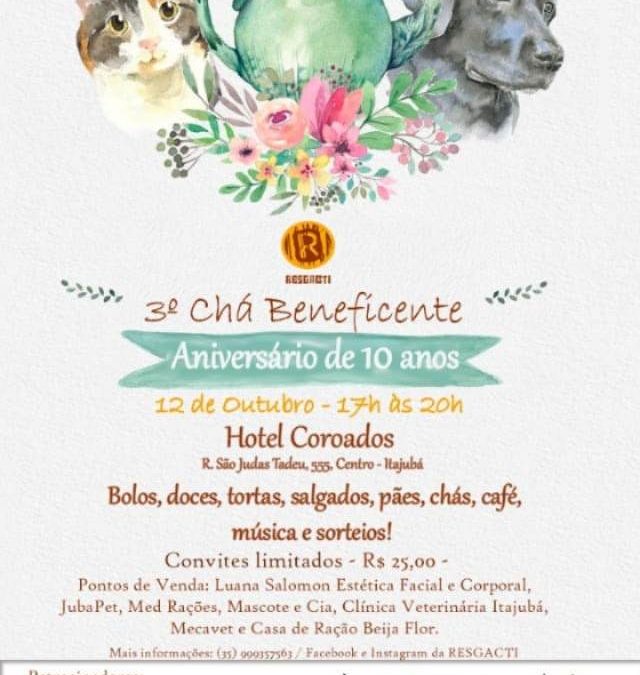 R
RESGACTI
3º Chá Beneficente
Aniversário de 10 anos
12 de Outubro - 17h às 20h
Hotel Coroados
R. São Judas Tadeu, 555, Centro - Itajubá
Bolos, doces, tortas, salgados, pães, chás, café,
música e sorteios!
Convites limitados - R$ 25,00 -
Pontos de Venda: Luana Salomon Estética Facial e Corporal,
JubaPet, Med Rações, Mascote e Cia, Clínica Veterinária Itajubá,
Mecavet e Casa de Ração Beija Flor.
Mais informações: (35) 999357563 / Facebook e Instagram da RESGACTI